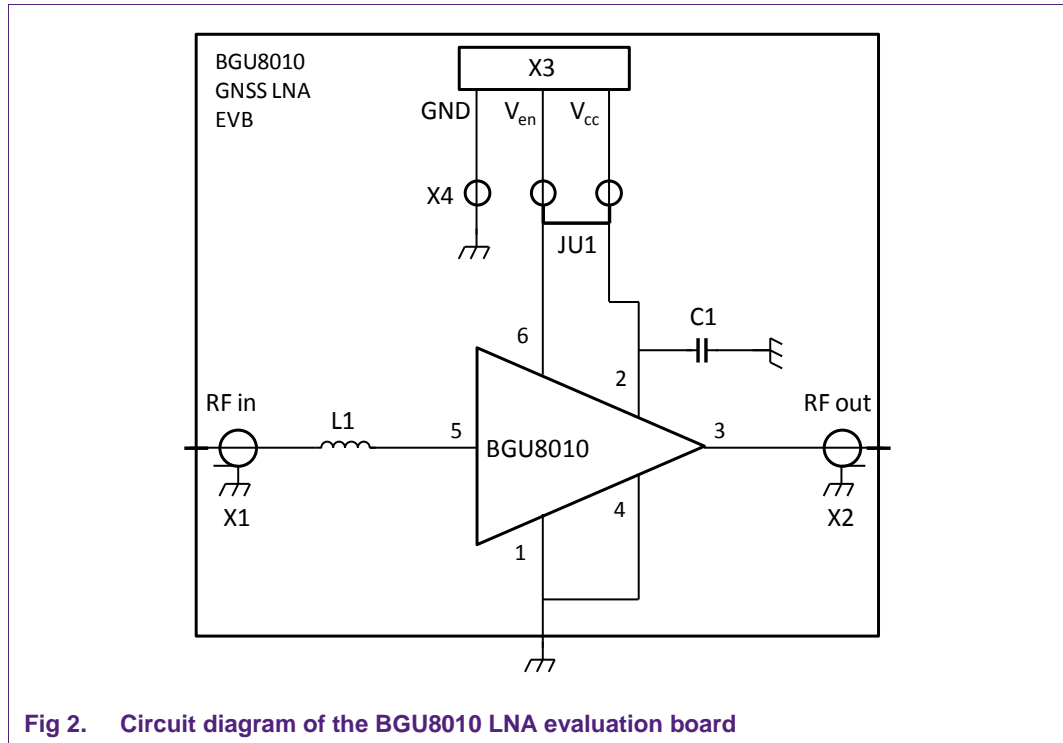 BGU8010
GNSS LNA
EVB
X3
GND
Ven
Vcc
X4
JU1
C1
6
2
RF in
L1
5
BGU8010
3
RF out
X1
1
4
X2
Fig 2. Circuit diagram of the BGU8010 LNA evaluation board